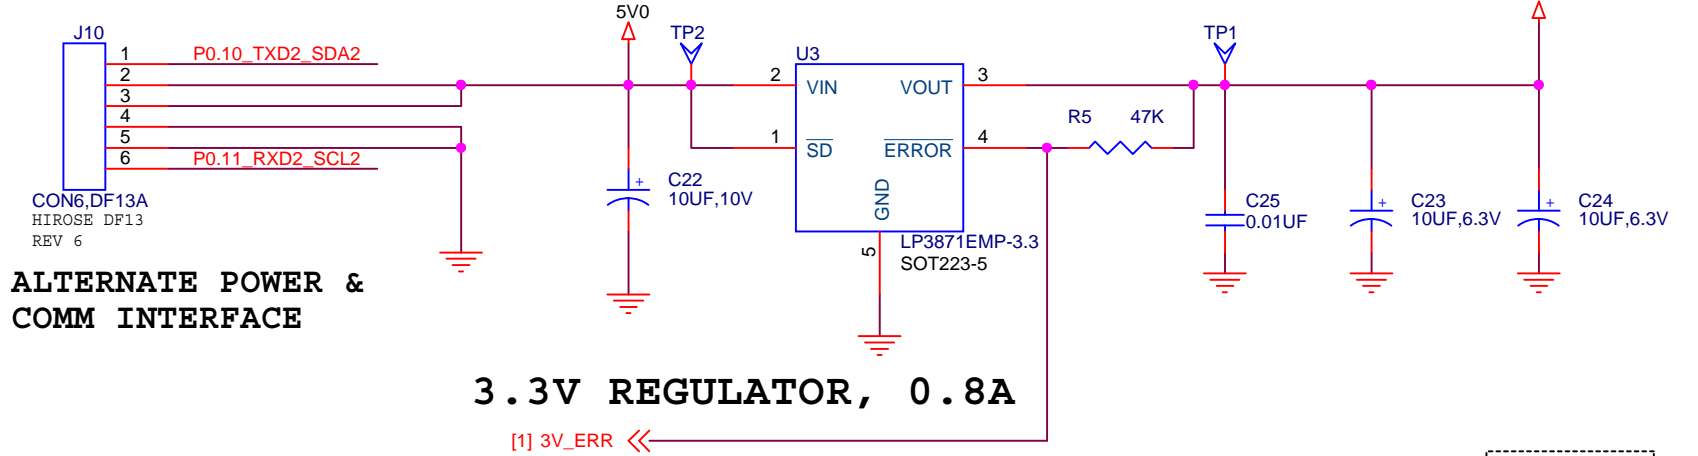 J10
1 P0.10_TXD2_SDA2
2
3
4
5
6 P0.11_RXD2_SCL2
CON6,DF13A
HIROSE DF13
REV 6
ALTERNATE POWER &
COMM INTERFACE
5V0
TP2
C22
10UF,10V
U3
2 VIN VOUT 3
1 SD ERROR 4
GND
5
LP3871EMP-3.3
SOT223-5
R5 47K
TP1
C25
0.01UF
C23
10UF,6.3V
C24
10UF,6.3V
3.3V REGULATOR, 0.8A
[1] 3V_ERR